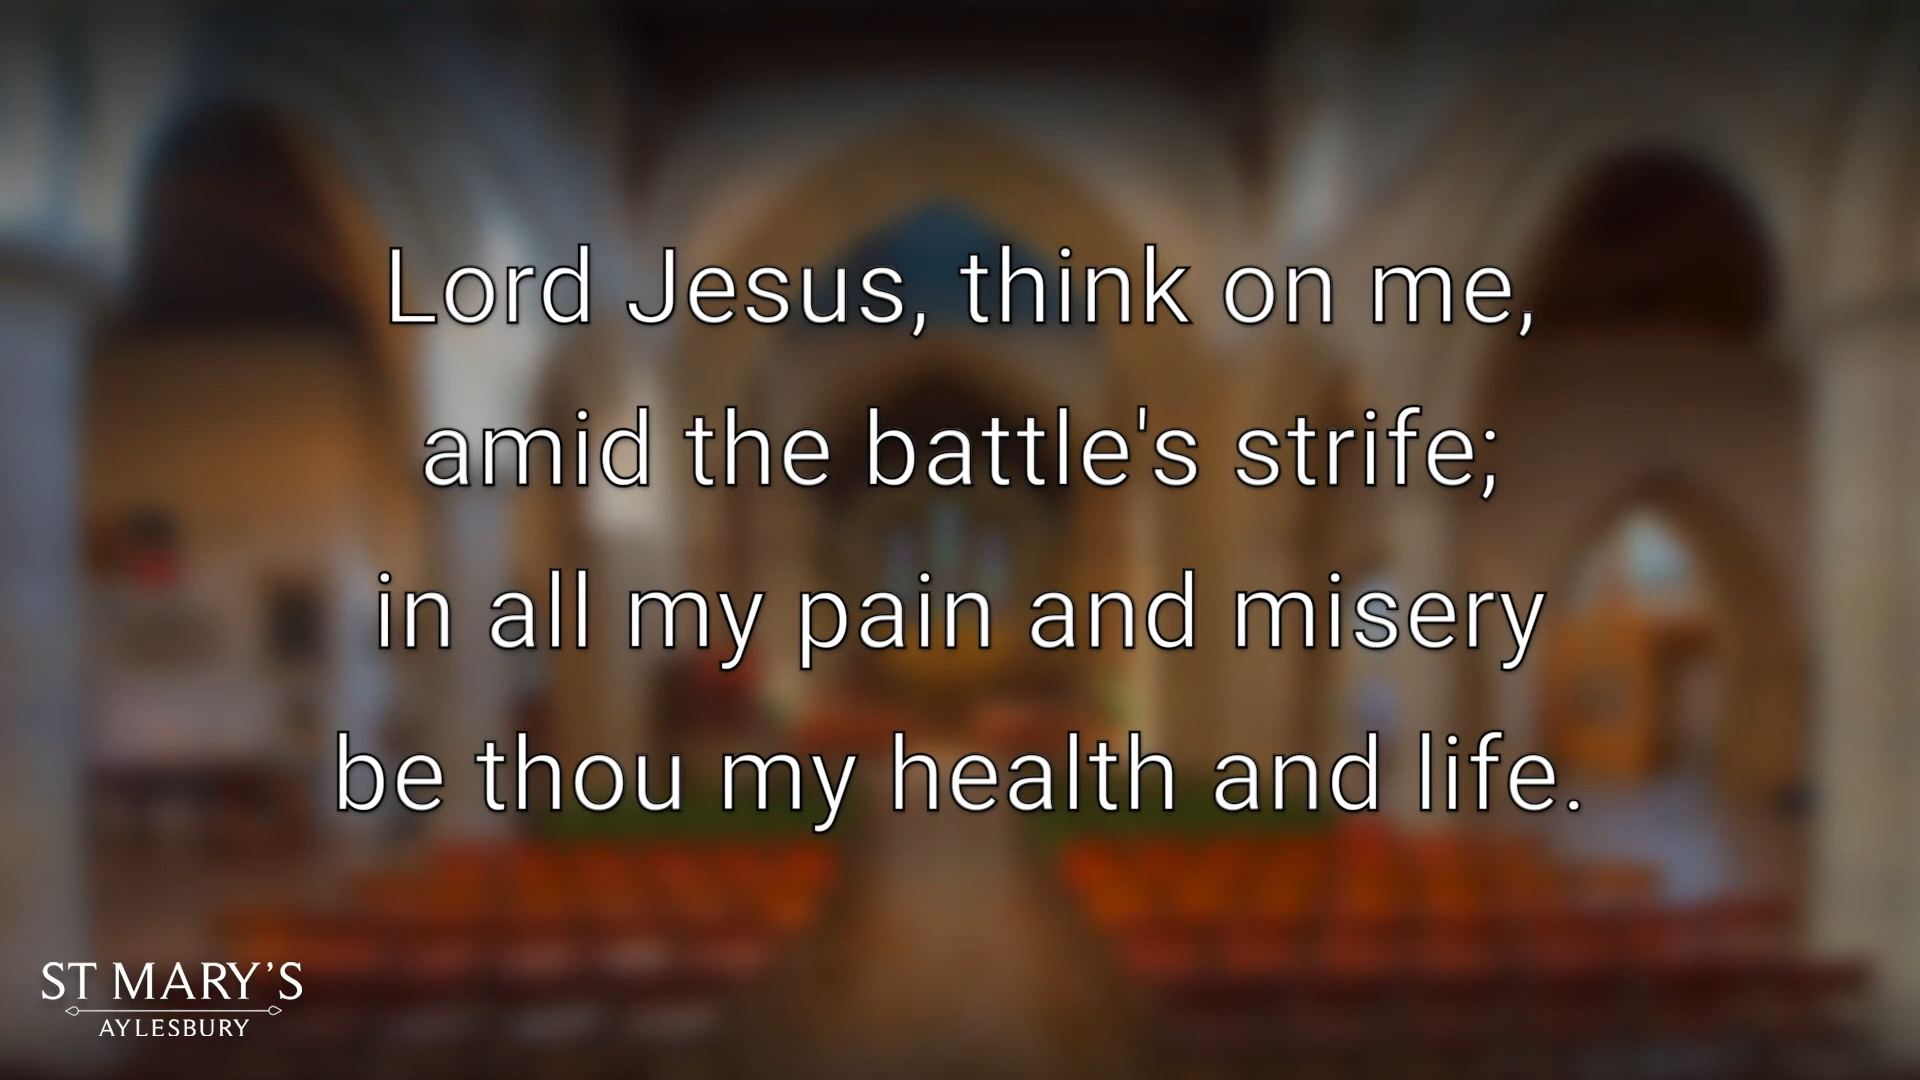 Lord Jesus, think on me,
amid the battle's strife;
in all my pain and misery
be thou my health and life.
ST MARY’S
AYLESBURY